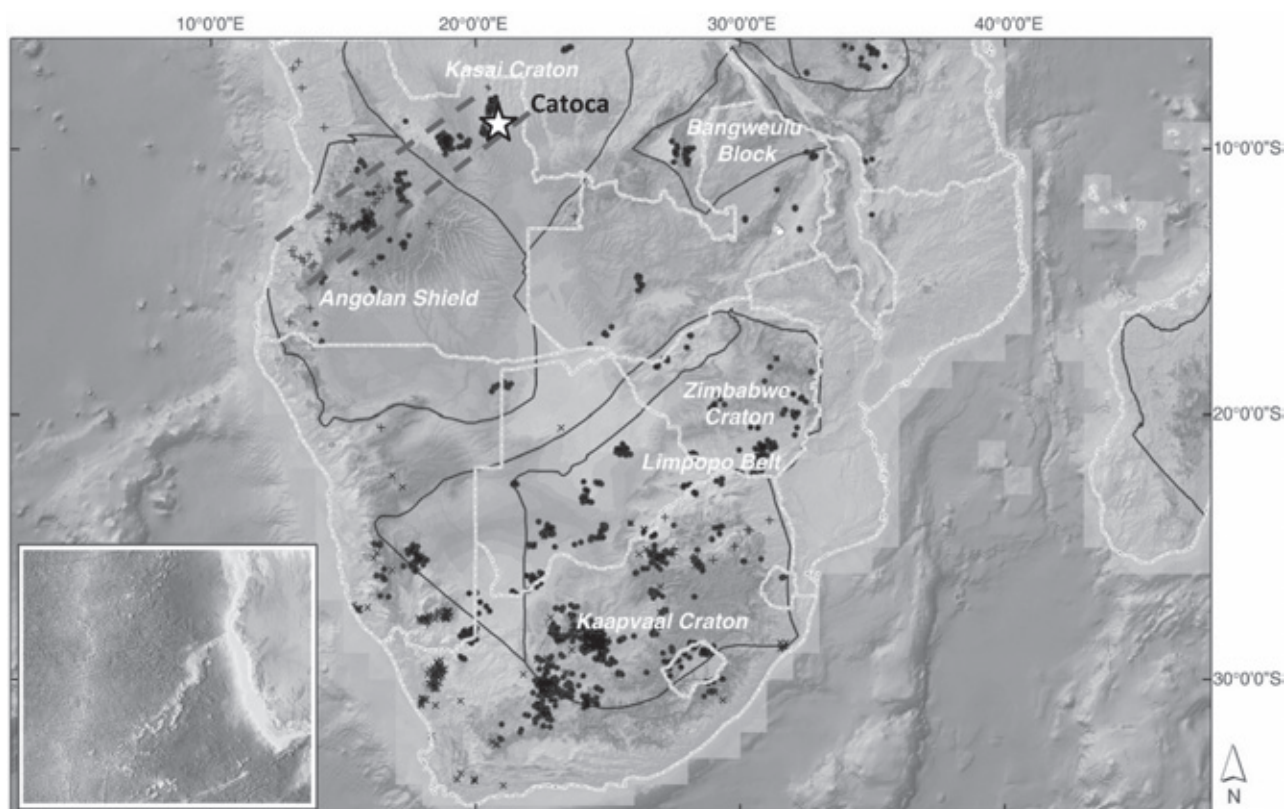 10°0'0"E 20°0'0"E 30°0'0"E 40°0'0"E
Kasai Craton
Catoca
Bangweulu
Block
10°0'0"S
Angolan Shield
Zimbabwe
Craton
20°0'0"S
Limpopo Belt
Kaapvaal Craton
30°0'0"S
N